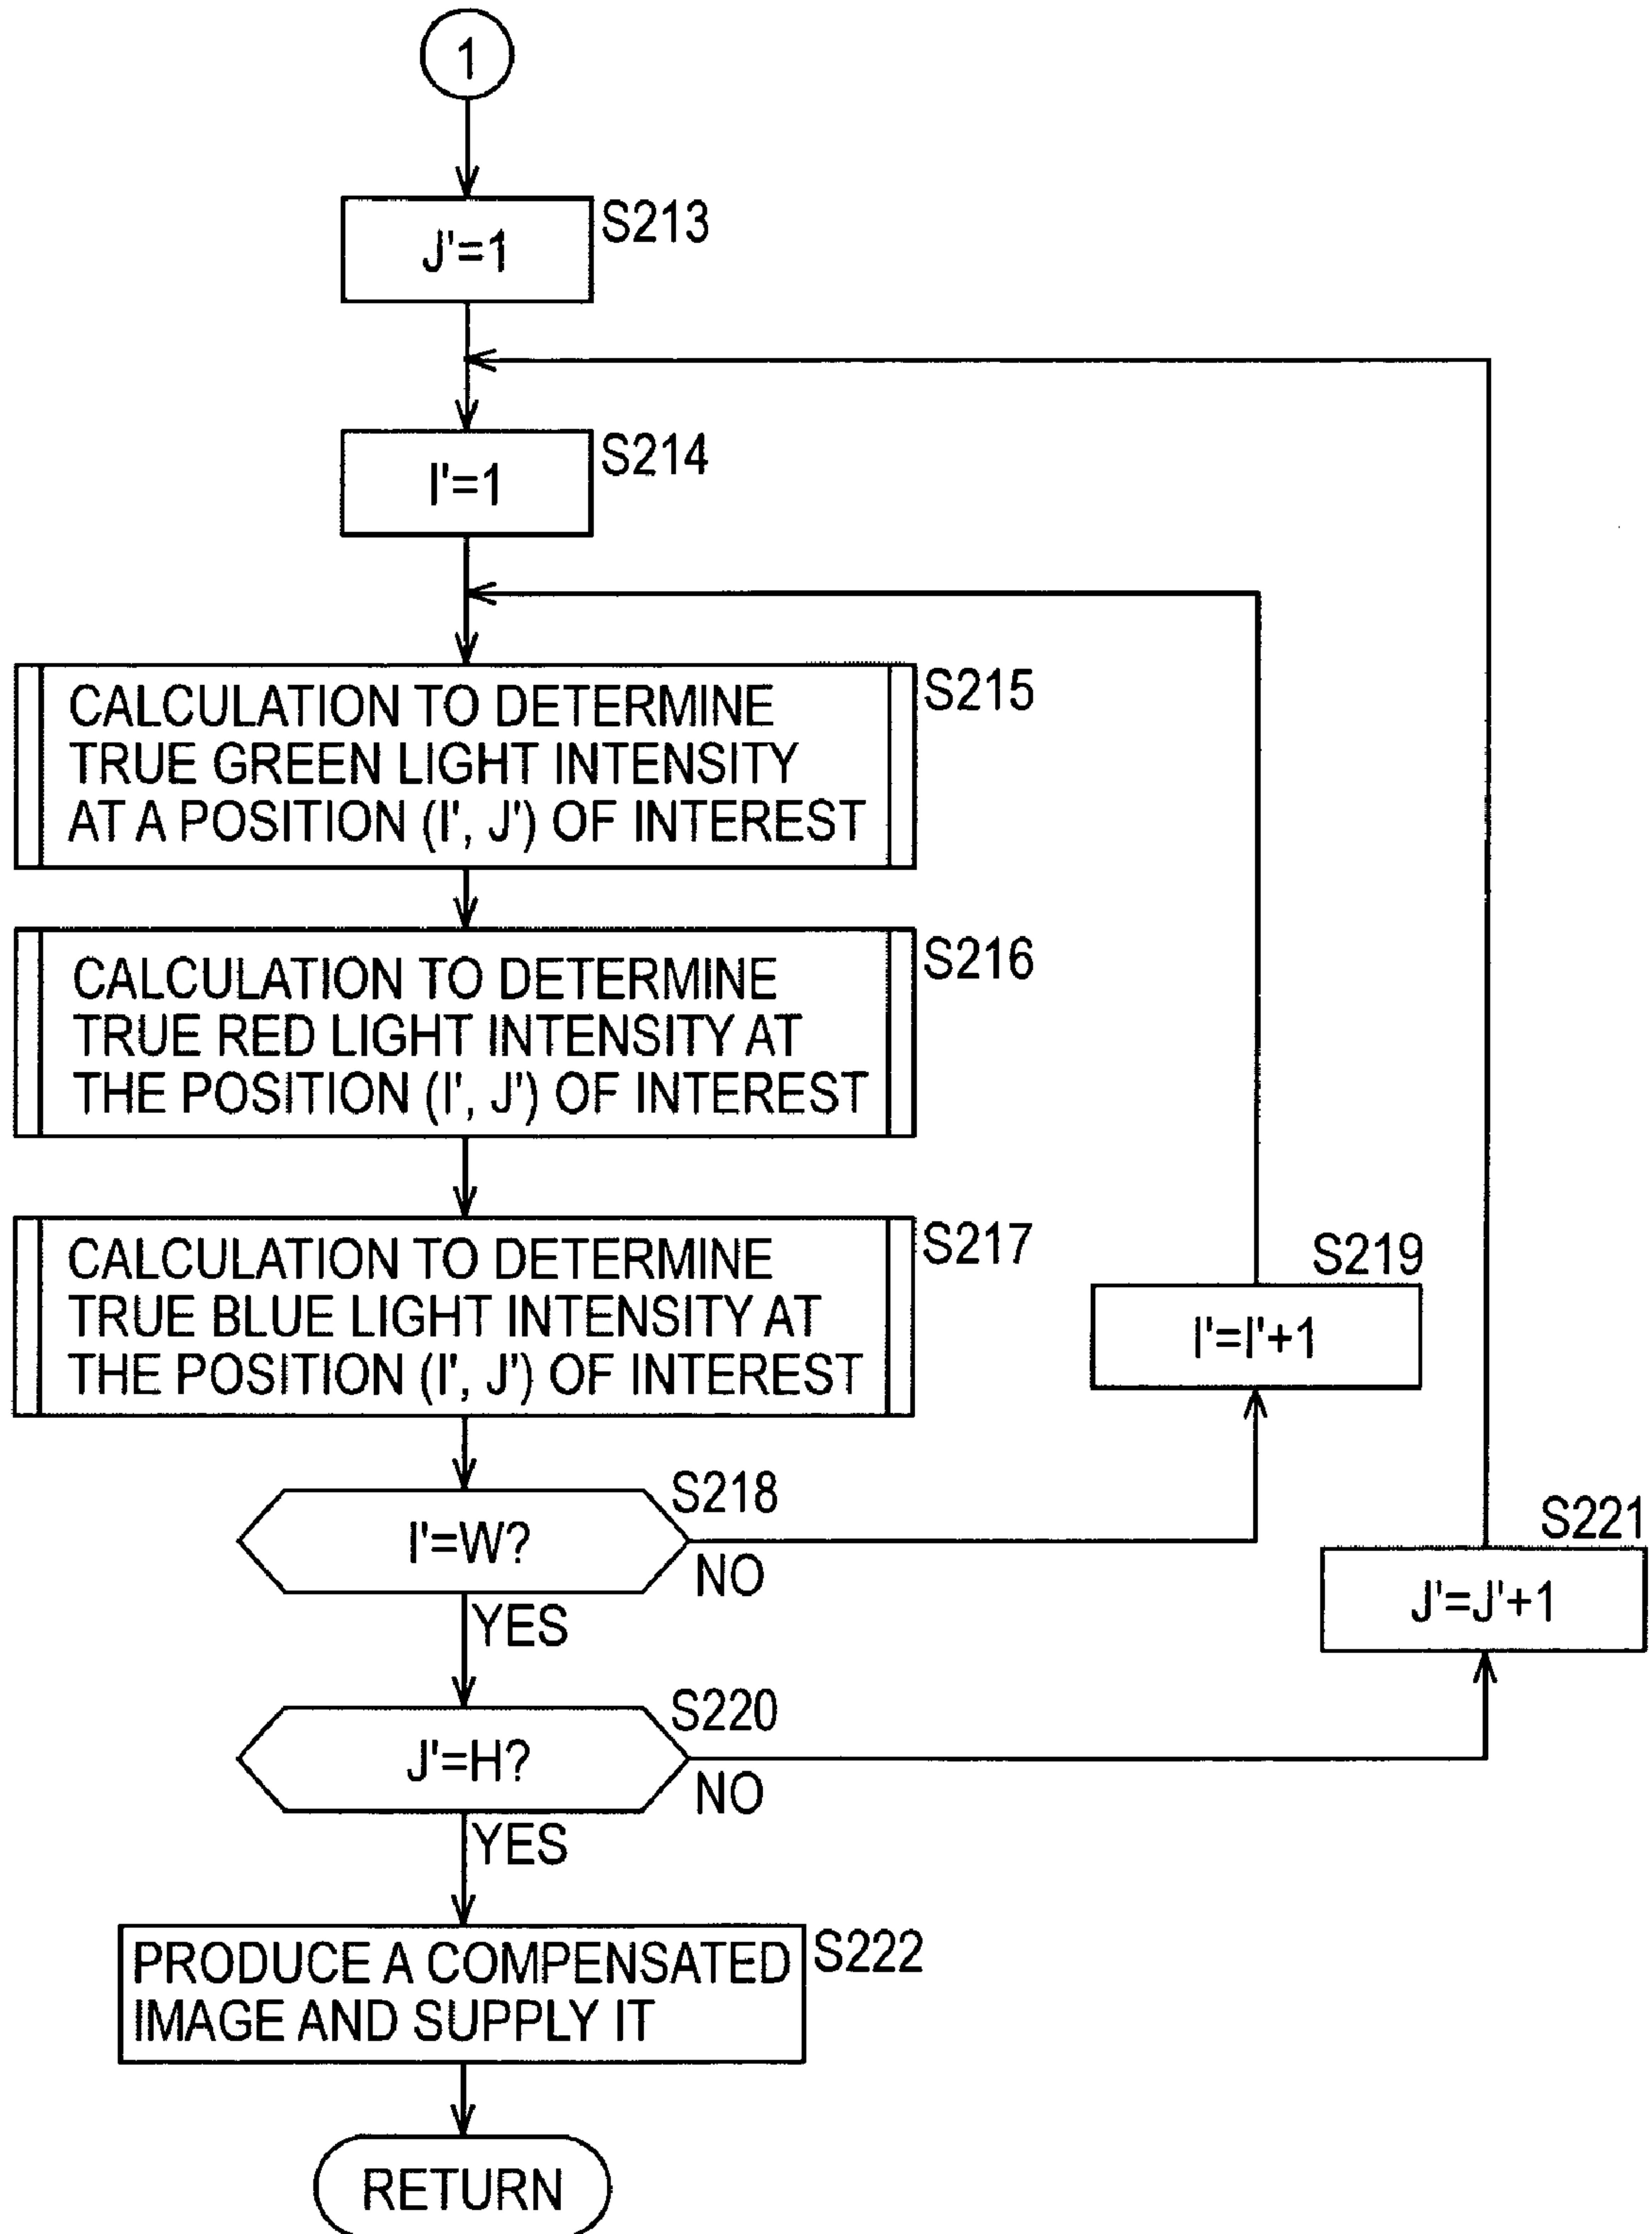 1
J'=1
S213
I'=1
S214
CALCULATION TO DETERMINE
TRUE GREEN LIGHT INTENSITY
AT A POSITION (I', J') OF INTEREST
S215
CALCULATION TO DETERMINE
TRUE RED LIGHT INTENSITY AT
THE POSITION (I', J') OF INTEREST
S216
CALCULATION TO DETERMINE
TRUE BLUE LIGHT INTENSITY AT
THE POSITION (I', J') OF INTEREST
S217
S219
I'=I'+1
I'=W?
S218
NO
YES
S221
J'=J'+1
J'=H?
S220
NO
YES
PRODUCE A COMPENSATED
IMAGE AND SUPPLY IT
S222
RETURN